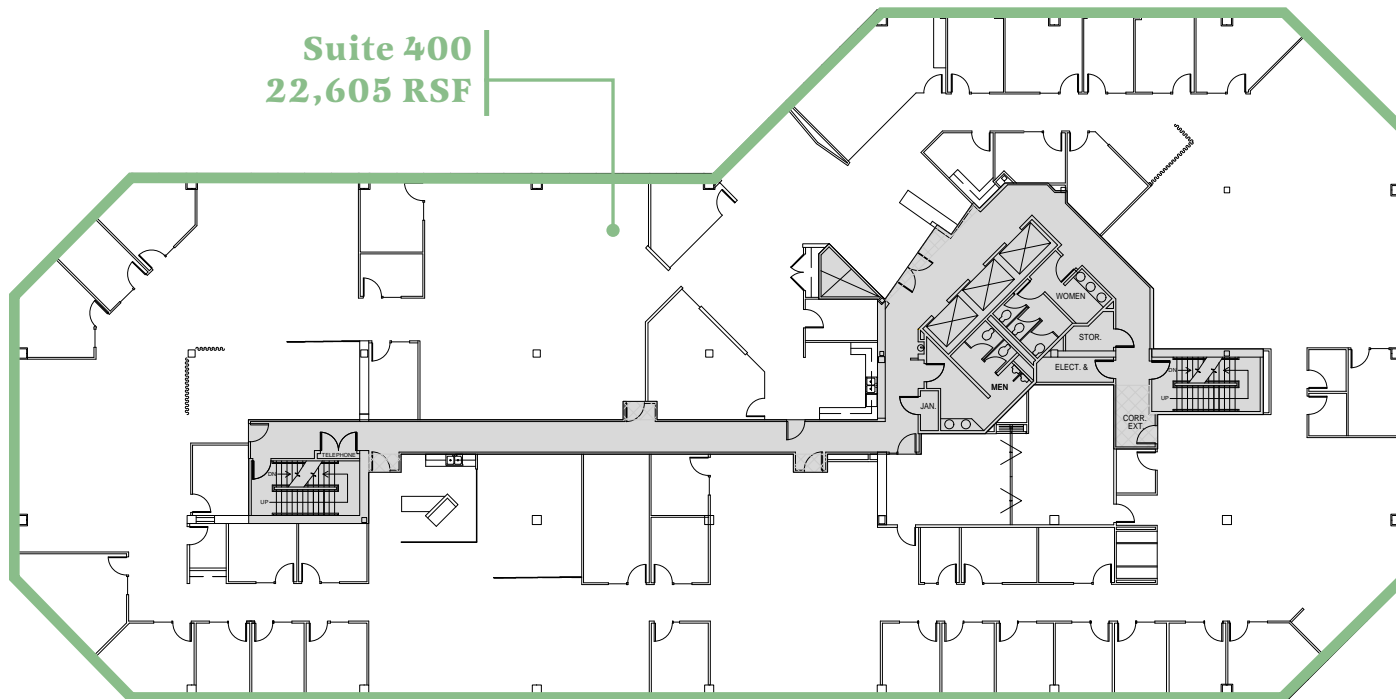 Suite 400
22,605 RSF
WOMEN
STOR.
ELECT. &
MEN
JAN.
CORR.
EXT.
DN
UP
TELEPHONE
DN
UP